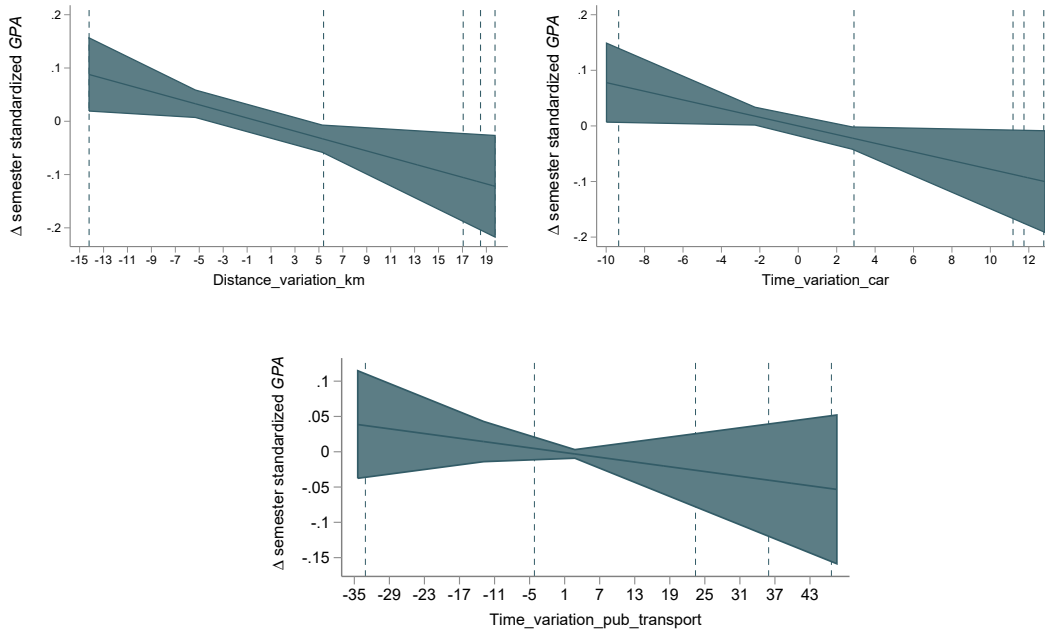 Δ semester standardized GPA
.2
.1
0
-.1
-.2
-15 -13 -11 -9 -7 -5 -3 -1 1 3 5 7 9 11 13 15 17 19
Distance_variation_km
Δ semester standardized GPA
.2
.1
0
-.1
-.2
-10 -8 -6 -4 -2 0 2 4 6 8 10 12
Time_variation_car
Δ semester standardized GPA
.1
.05
0
-.05
-.1
-.15
-35 -29 -23 -17 -11 -5 1 7 13 19 25 31 37 43
Time_variation_pub_transport